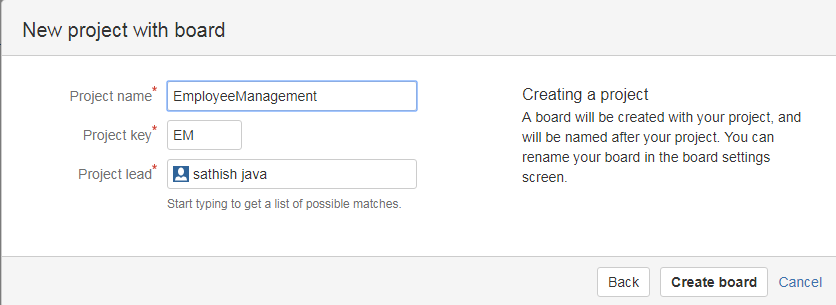 New project with board
Project name* EmployeeManagement
Project key* EM
Project lead* sathish java
Start typing to get a list of possible matches.
Creating a project
A board will be created with your project, and
will be named after your project. You can
rename your board in the board settings
screen.
Back Create board Cancel